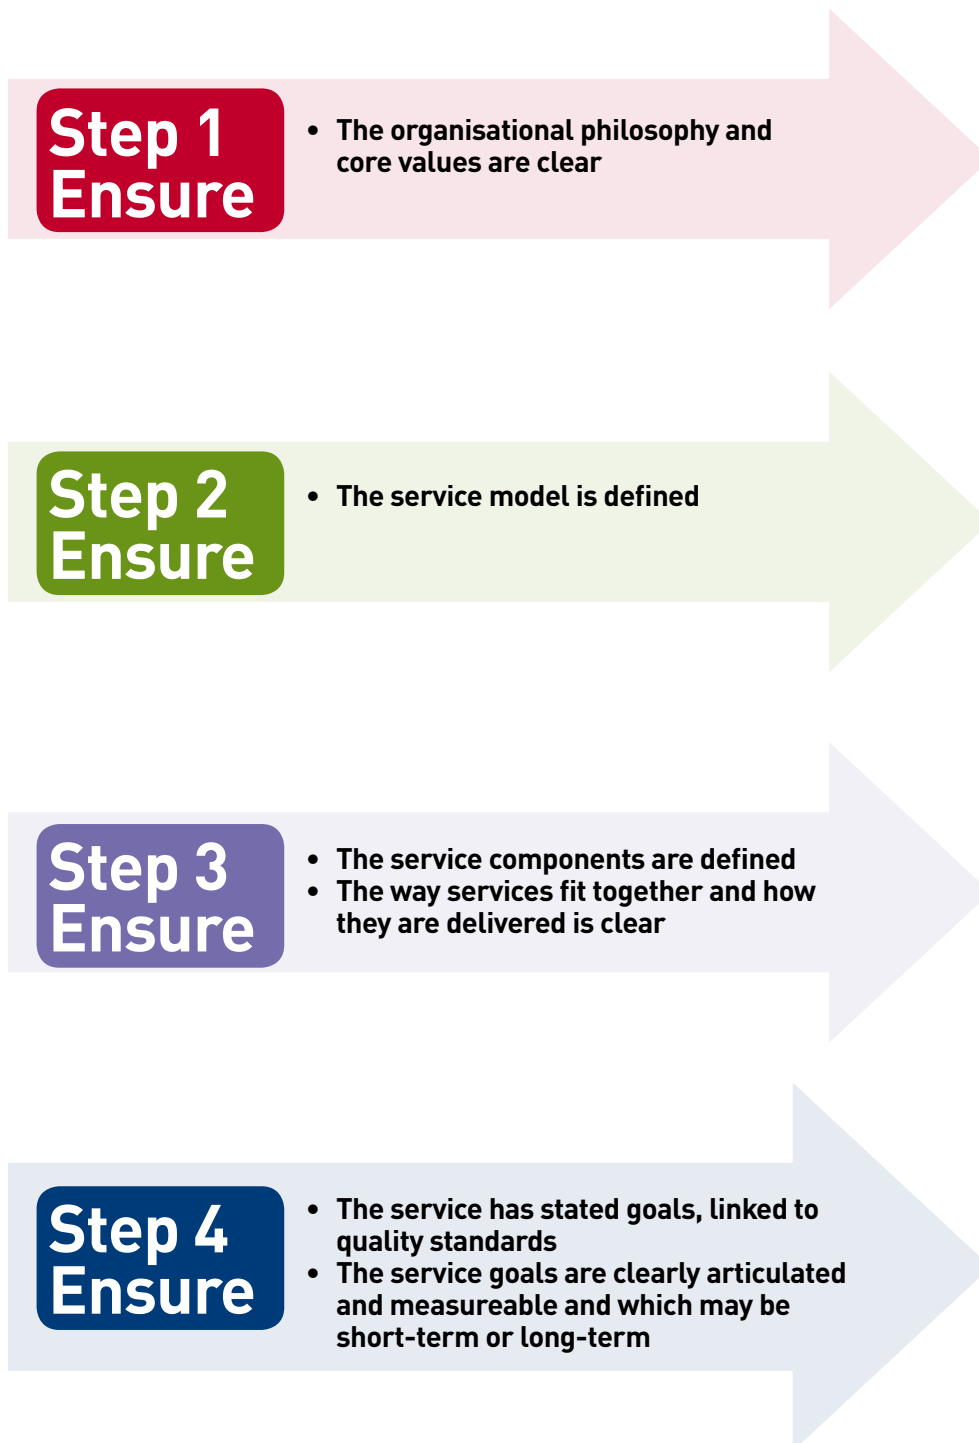 Step 1
Ensure
• The organisational philosophy and
core values are clear
Step 2
Ensure
• The service model is defined
Step 3
Ensure
• The service components are defined
• The way services fit together and how
they are delivered is clear
Step 4
Ensure
• The service has stated goals, linked to
quality standards
• The service goals are clearly articulated
and measureable and which may be
short-term or long-term